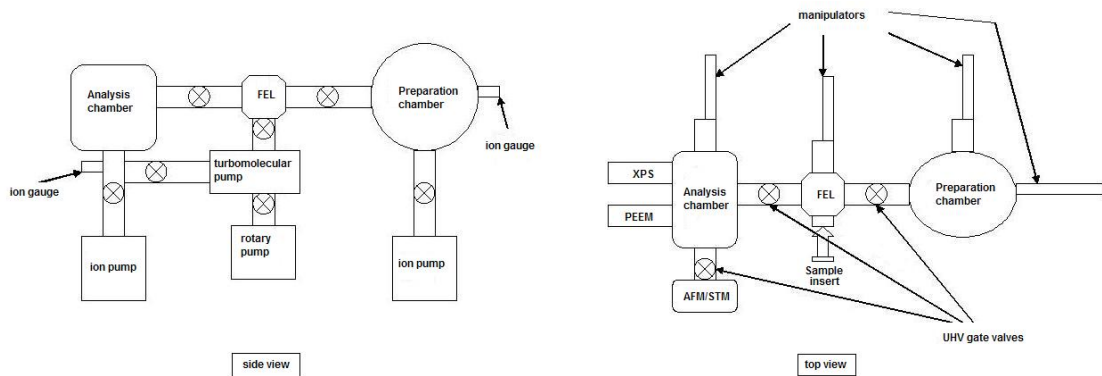 Analysis
chamber
FEL
Preparation
chamber
ion gauge
turbomolecular
pump
ion gauge
rotary
pump
ion pump
ion pump
side view
manipulators
XPS
PEEM
Analysis
chamber
FEL
Preparation
chamber
Sample
insert
AFM/STM
UHV gate valves
top view